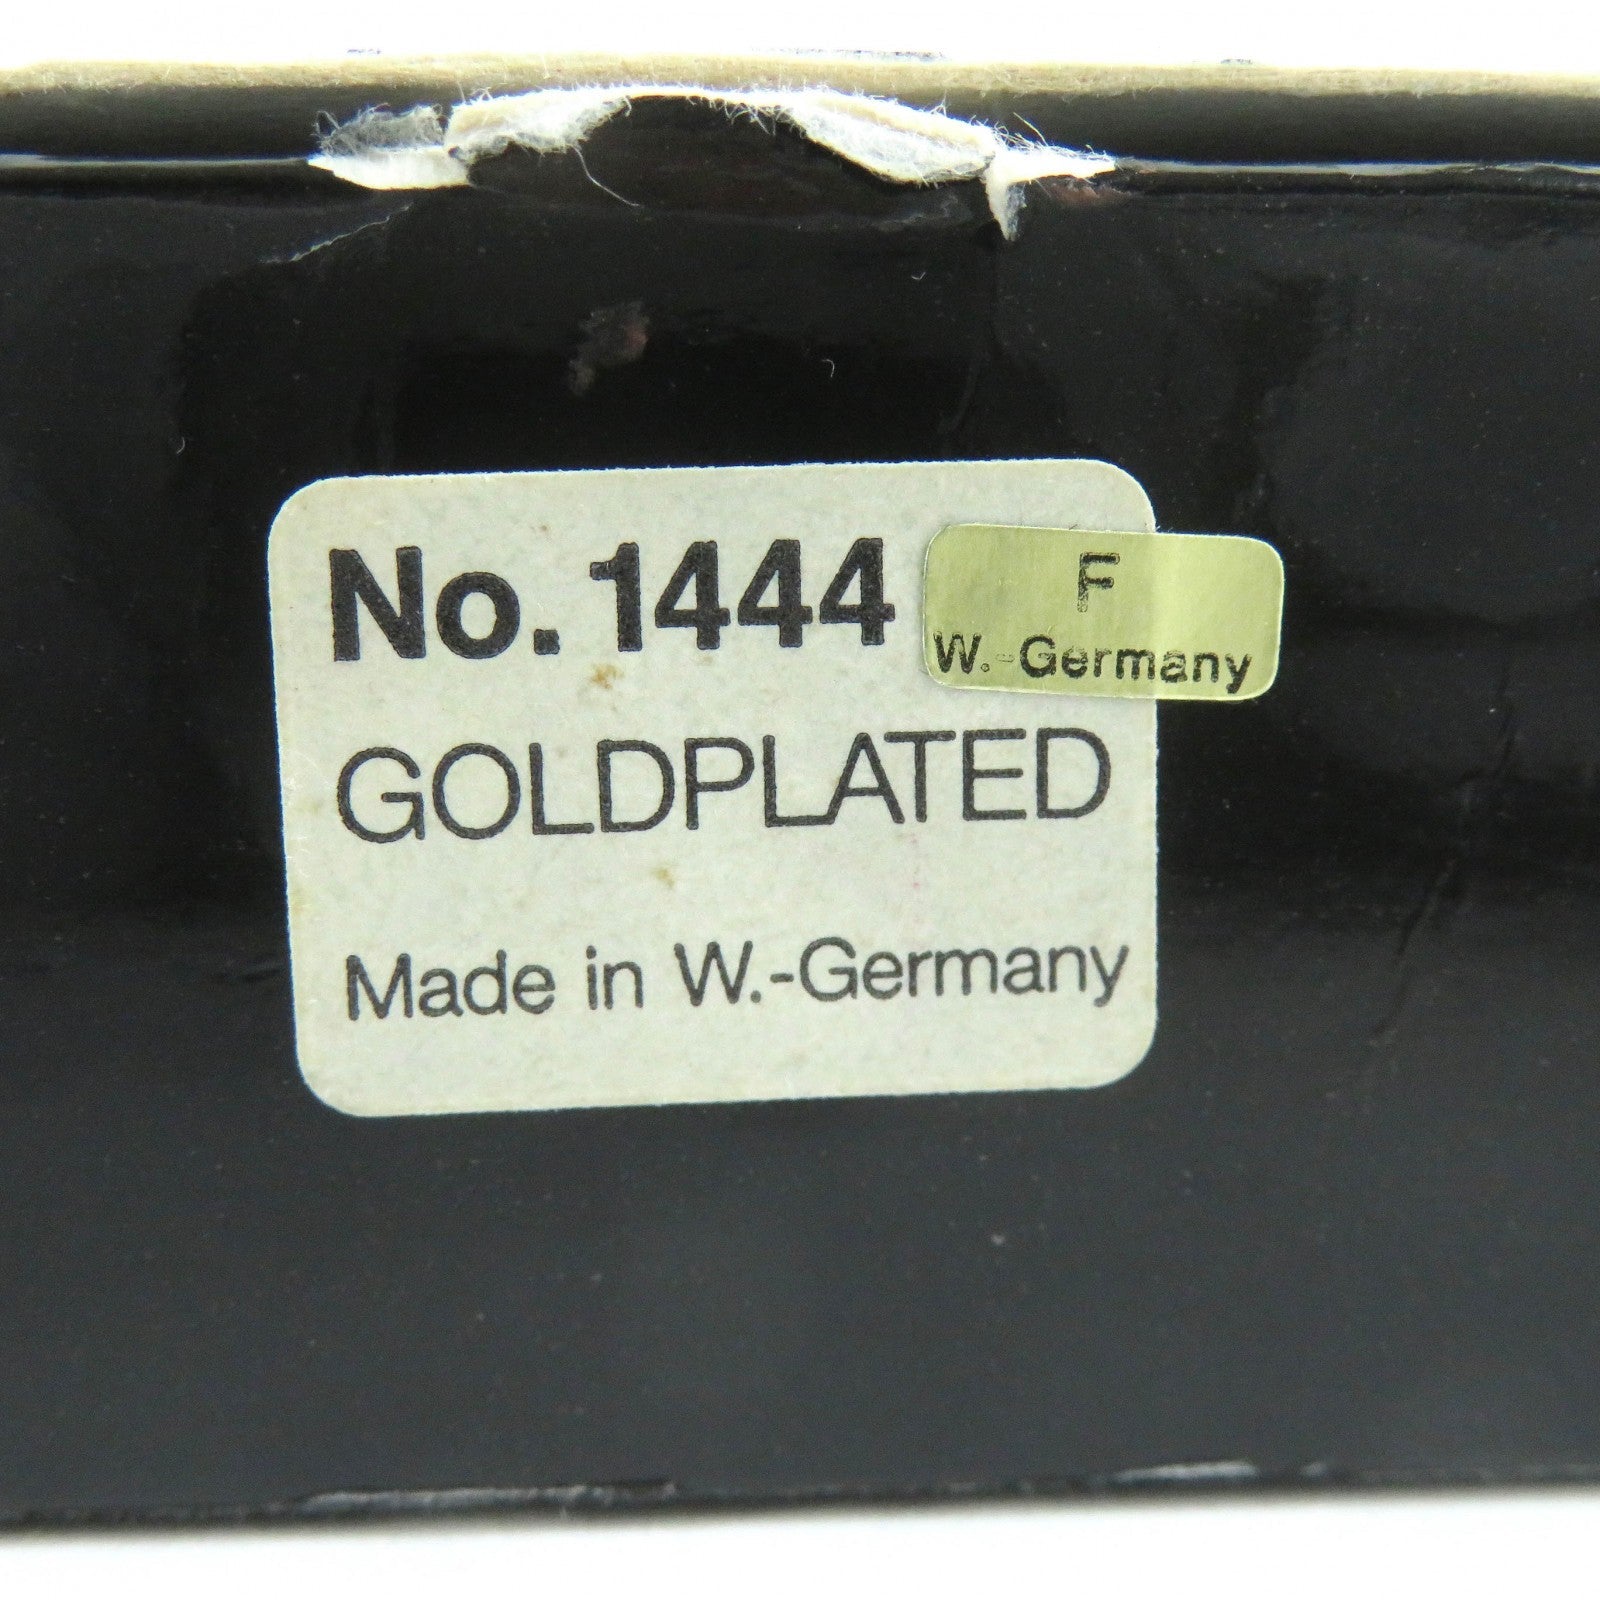 No. 1444
F
W.-Germany
GOLDPLATED
Made in W.-Germany